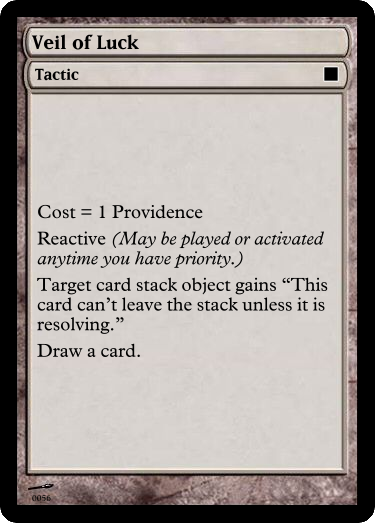 Veil of Luck
Tactic
Cost = 1 Providence
Reactive (May be played or activated
anytime you have priority.)
Target card stack object gains “This
card can’t leave the stack unless it is
resolving.”
Draw a card.
0056